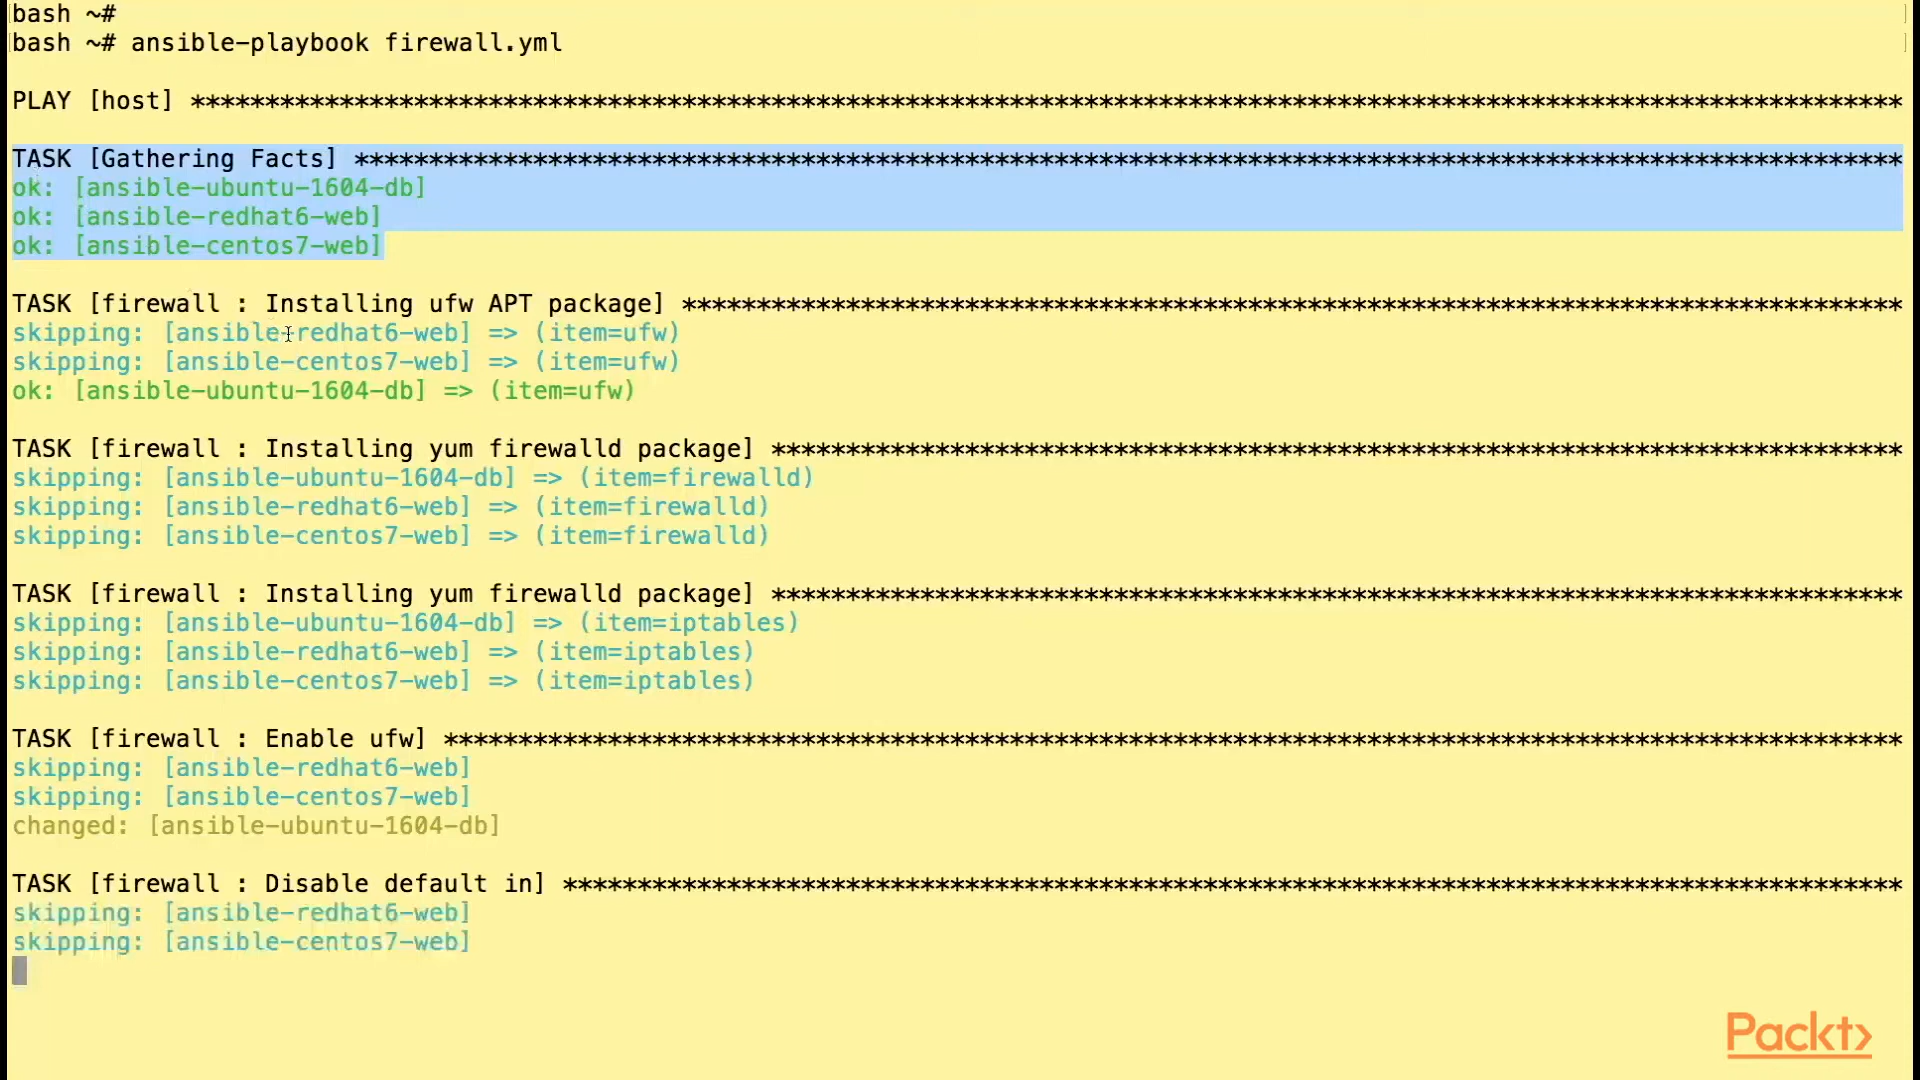 bash ~#
bash ~# ansible-playbook firewall.yml
PLAY [host] *******************************************************************************************************************
TASK [Gathering Facts] ********************************************************************************************************
ok: [ansible-ubuntu-1604-db]
ok: [ansible-redhat6-web]
ok: [ansible-centos7-web]
TASK [firewall : Installing ufw APT package] **********************************************************************************
skipping: [ansible-redhat6-web] => (item=ufw)
skipping: [ansible-centos7-web] => (item=ufw)
ok: [ansible-ubuntu-1604-db] => (item=ufw)
TASK [firewall : Installing yum firewalld package] ****************************************************************************
skipping: [ansible-ubuntu-1604-db] => (item=firewalld)
skipping: [ansible-redhat6-web] => (item=firewalld)
skipping: [ansible-centos7-web] => (item=firewalld)
TASK [firewall : Installing yum firewalld package] ****************************************************************************
skipping: [ansible-ubuntu-1604-db] => (item=iptables)
skipping: [ansible-redhat6-web] => (item=iptables)
skipping: [ansible-centos7-web] => (item=iptables)
TASK [firewall : Enable ufw] **************************************************************************************************
skipping: [ansible-redhat6-web]
skipping: [ansible-centos7-web]
changed: [ansible-ubuntu-1604-db]
TASK [firewall : Disable default in] ******************************************************************************************
skipping: [ansible-redhat6-web]
skipping: [ansible-centos7-web]
Packt>